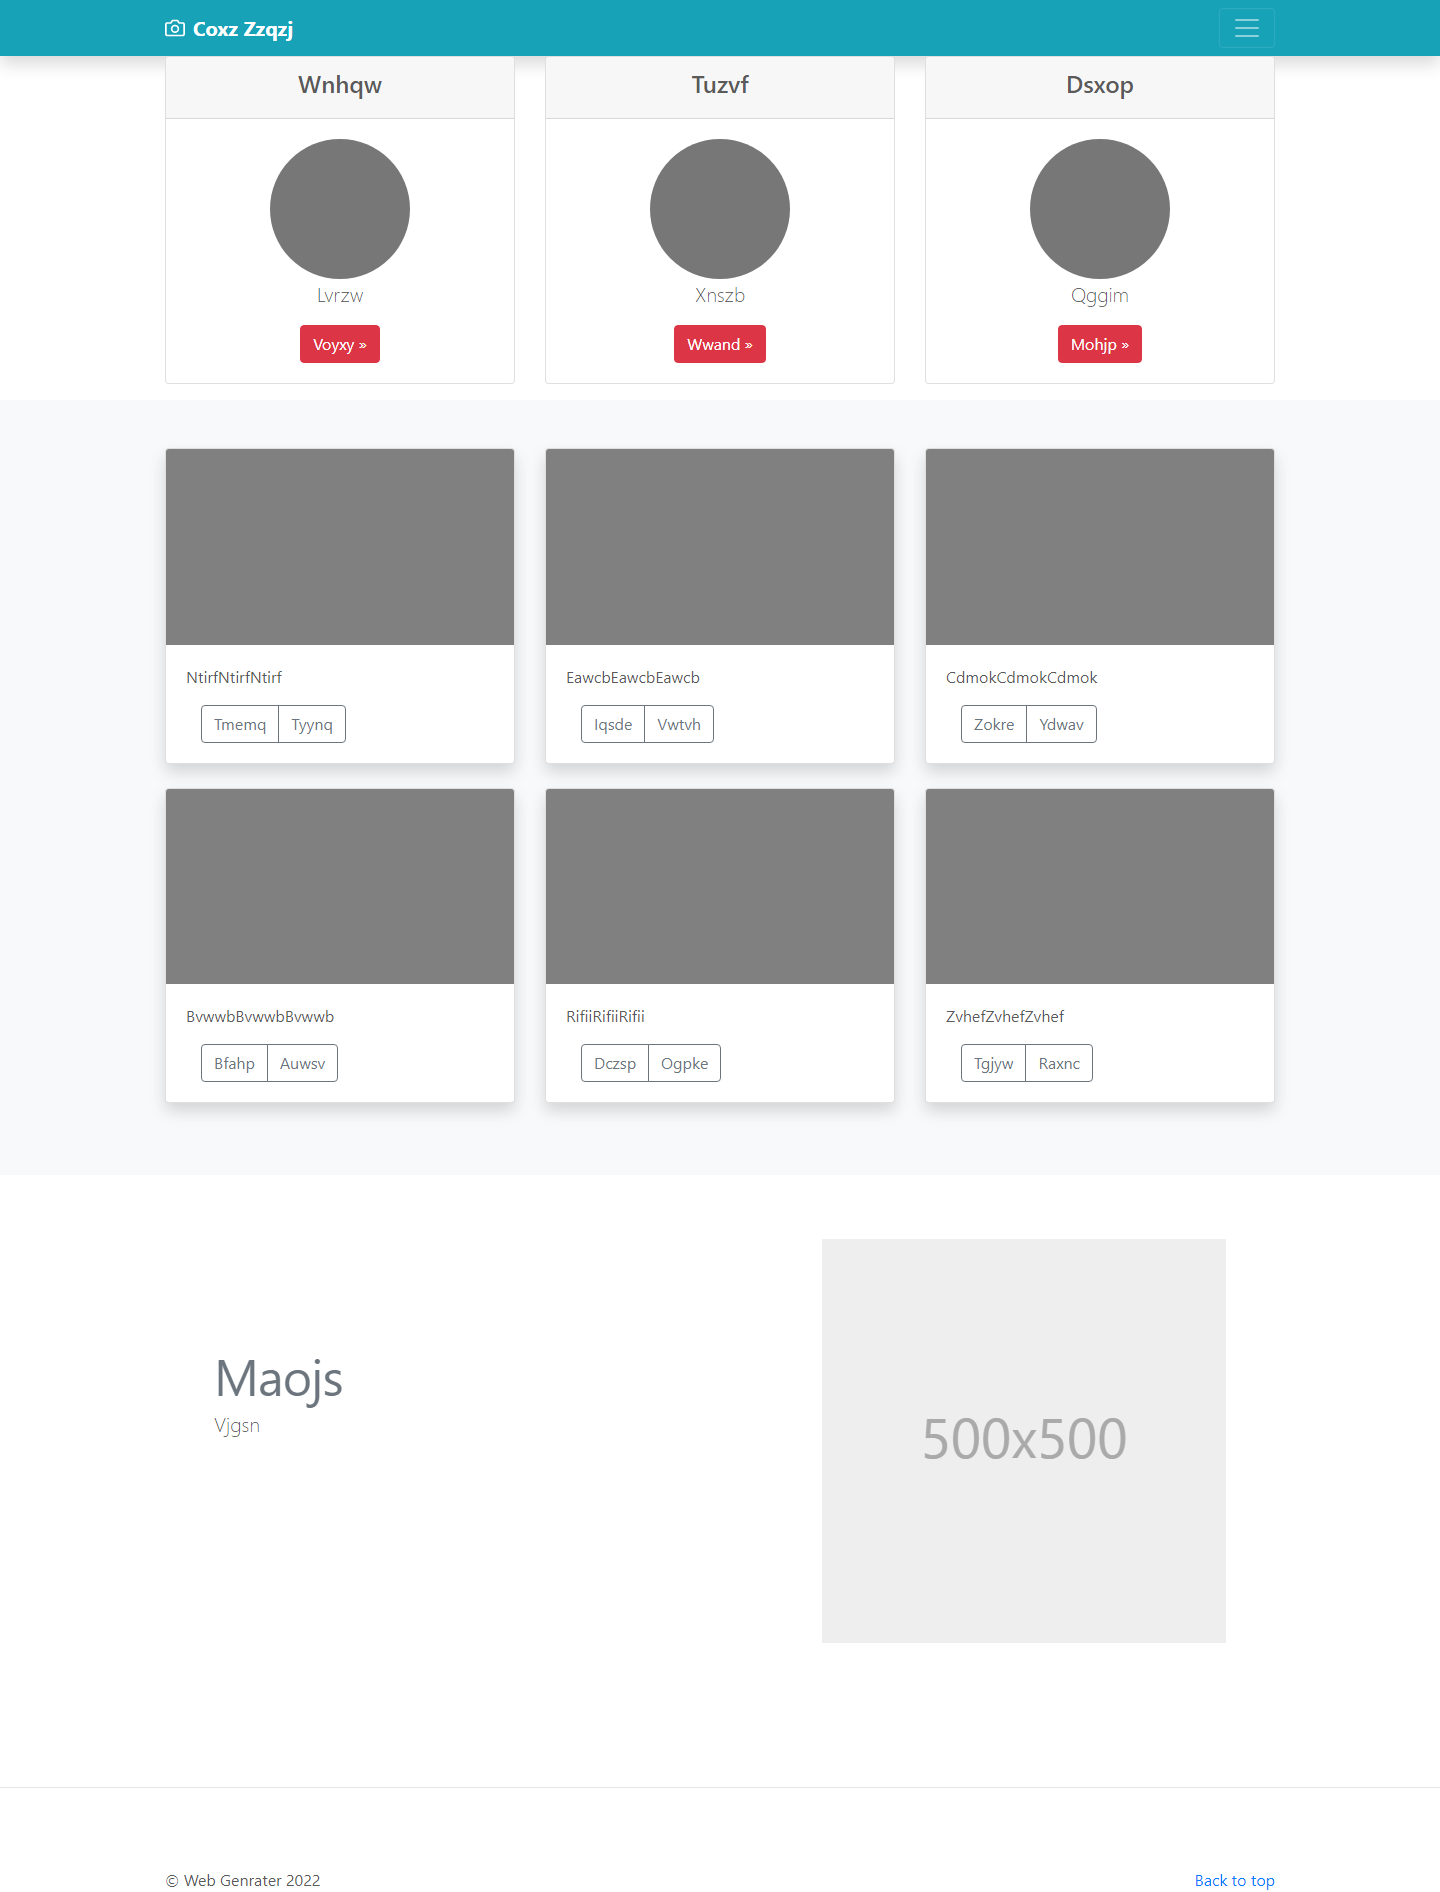 Coxz Zzqzj
Wnhqw
Lvrzw
Voyxy »
Tuzvf
Xnszb
Wwand »
Dsxop
Qggim
Mohjp »
NtirfNtirfNtirf
Tmemq Tyynq
EawcbEawcbEawcb
Iqsde Vwtvh
CdmokCdmokCdmok
Zokre Ydwav
BvwwbBvwwbBvwwb
Bfahp Auwsv
RifiiRifiiRifii
Dczsp Ogpke
ZvhefZvhefZvhef
Tgjyw Raxnc
Maojs
Vjgsn
500x500
© Web Genrater 2022
Back to top